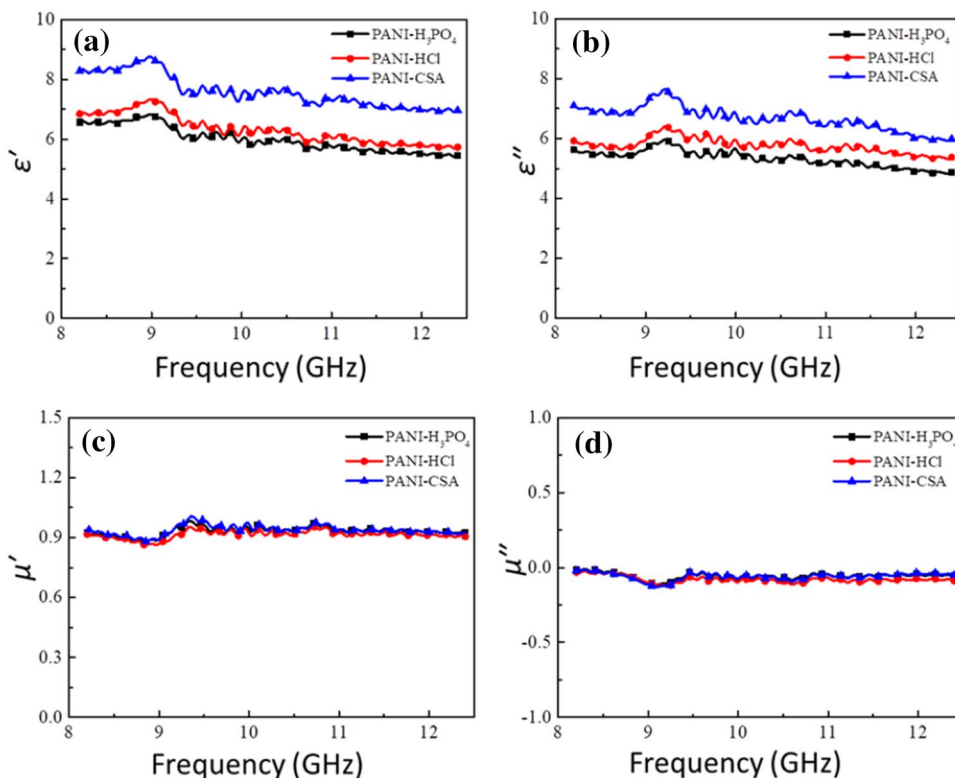 (a)
PANI-H₃PO₄
PANI-HCl
PANI-CSA
10
8
6
4
2
0
ε′
8 9 10 11 12
Frequency (GHz)
(b)
PANI-H₃PO₄
PANI-HCl
PANI-CSA
10
8
6
4
2
0
ε″
8 9 10 11 12
Frequency (GHz)
(c)
PANI-H₃PO₄
PANI-HCl
PANI-CSA
1.5
1.2
0.9
0.6
0.3
0.0
μ′
8 9 10 11 12
Frequency (GHz)
(d)
PANI-H₃PO₄
PANI-HCl
PANI-CSA
1.0
0.5
0.0
-0.5
-1.0
μ″
8 9 10 11 12
Frequency (GHz)